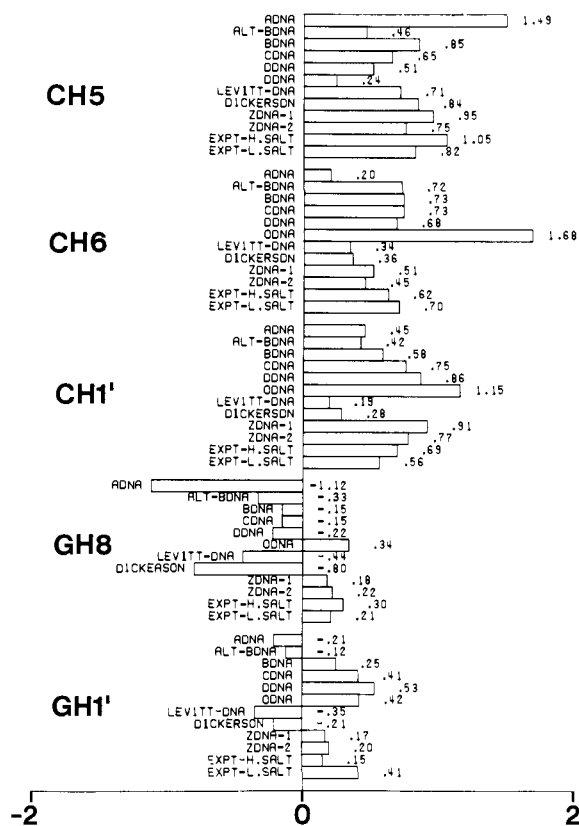 ADNA 1.49
ALT-BDNA .46
BDNA .85
CDNA .65
DDNA .51
ODNA .24
CH5
LEVITT-DNA .71
DICKERSON .84
ZDNA-1 .95
ZDNA-2 .75
EXPT-H.SALT 1.05
EXPT-L.SALT .82
ADNA .20
ALT-BDNA .72
BDNA .73
CDNA .73
DDNA .68
CH6
ODNA 1.68
LEVITT-DNA .34
DICKERSON .36
ZDNA-1 .51
ZDNA-2 .45
EXPT-H.SALT .62
EXPT-L.SALT .70
ADNA .45
ALT-BDNA .42
BDNA .58
CDNA .75
DDNA .86
CH1'
ODNA 1.15
LEVITT-DNA .19
DICKERSON .28
ZDNA-1 .91
ZDNA-2 .77
EXPT-H.SALT .69
EXPT-L.SALT .56
ADNA -1.12
ALT-BDNA -.33
BDNA -.15
CDNA -.15
DDNA -.22
GH8
ODNA .34
LEVITT-DNA -.44
DICKERSON -.80
ZDNA-1 .18
ZDNA-2 .22
EXPT-H.SALT .30
EXPT-L.SALT .21
ADNA -.21
ALT-BDNA -.12
BDNA .25
CDNA .41
DDNA .53
ODNA .42
GH1'
LEVITT-DNA -.35
DICKERSON -.21
ZDNA-1 .17
ZDNA-2 .20
EXPT-H.SALT .15
EXPT-L.SALT .41
-2 0 2